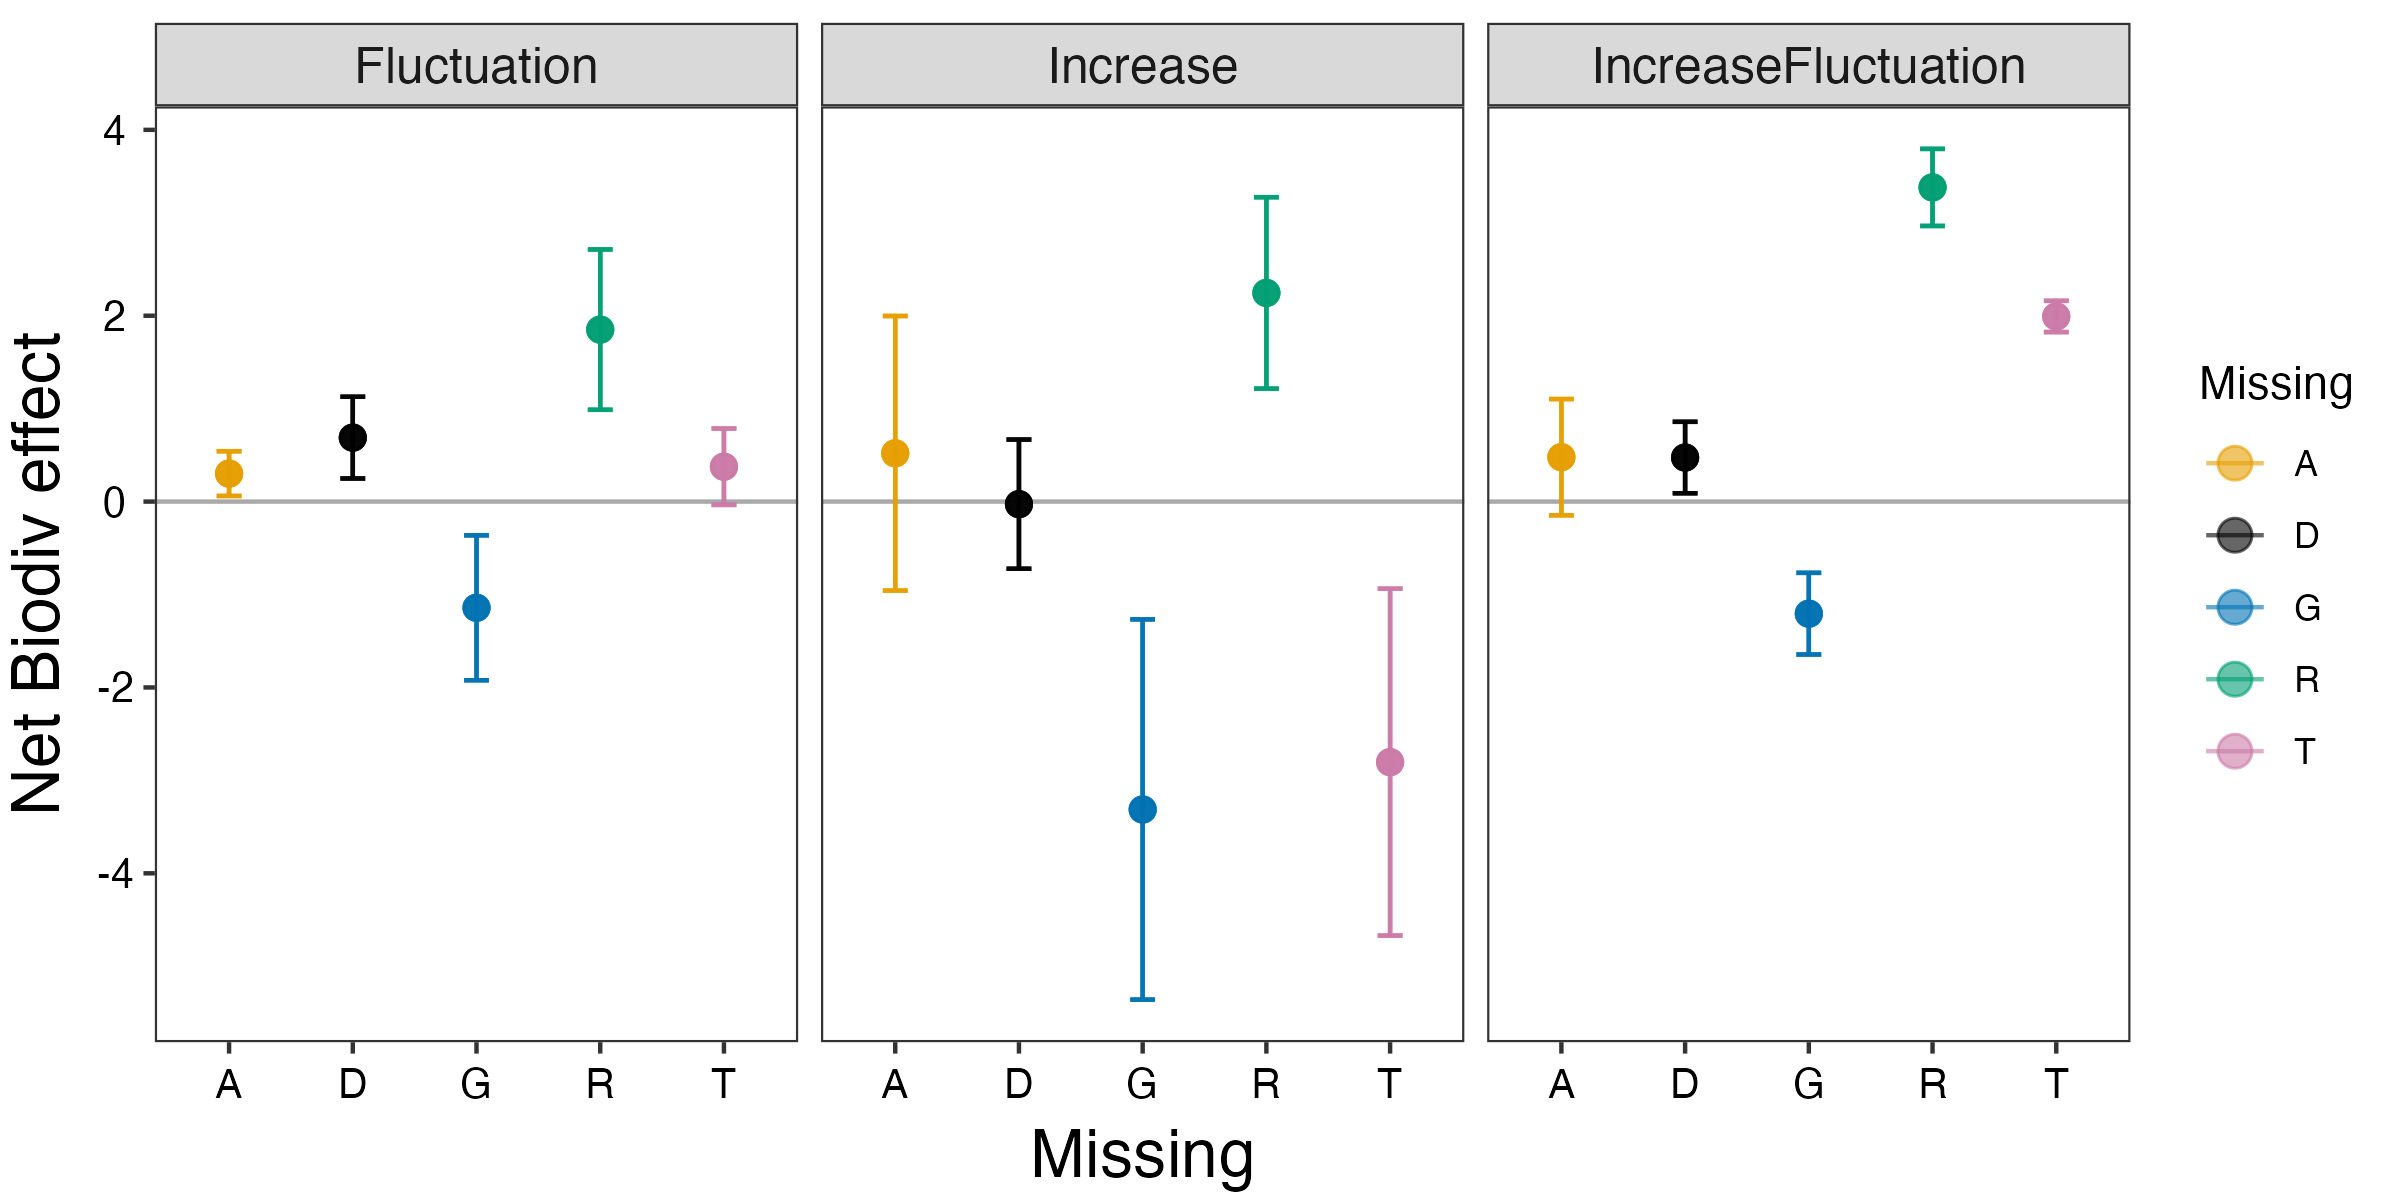 Fluctuation
Increase
IncreaseFluctuation
Net Biodiv effect
4
2
0
-2
-4
A D G R T
A D G R T
A D G R T
Missing
Missing
A
D
G
R
T